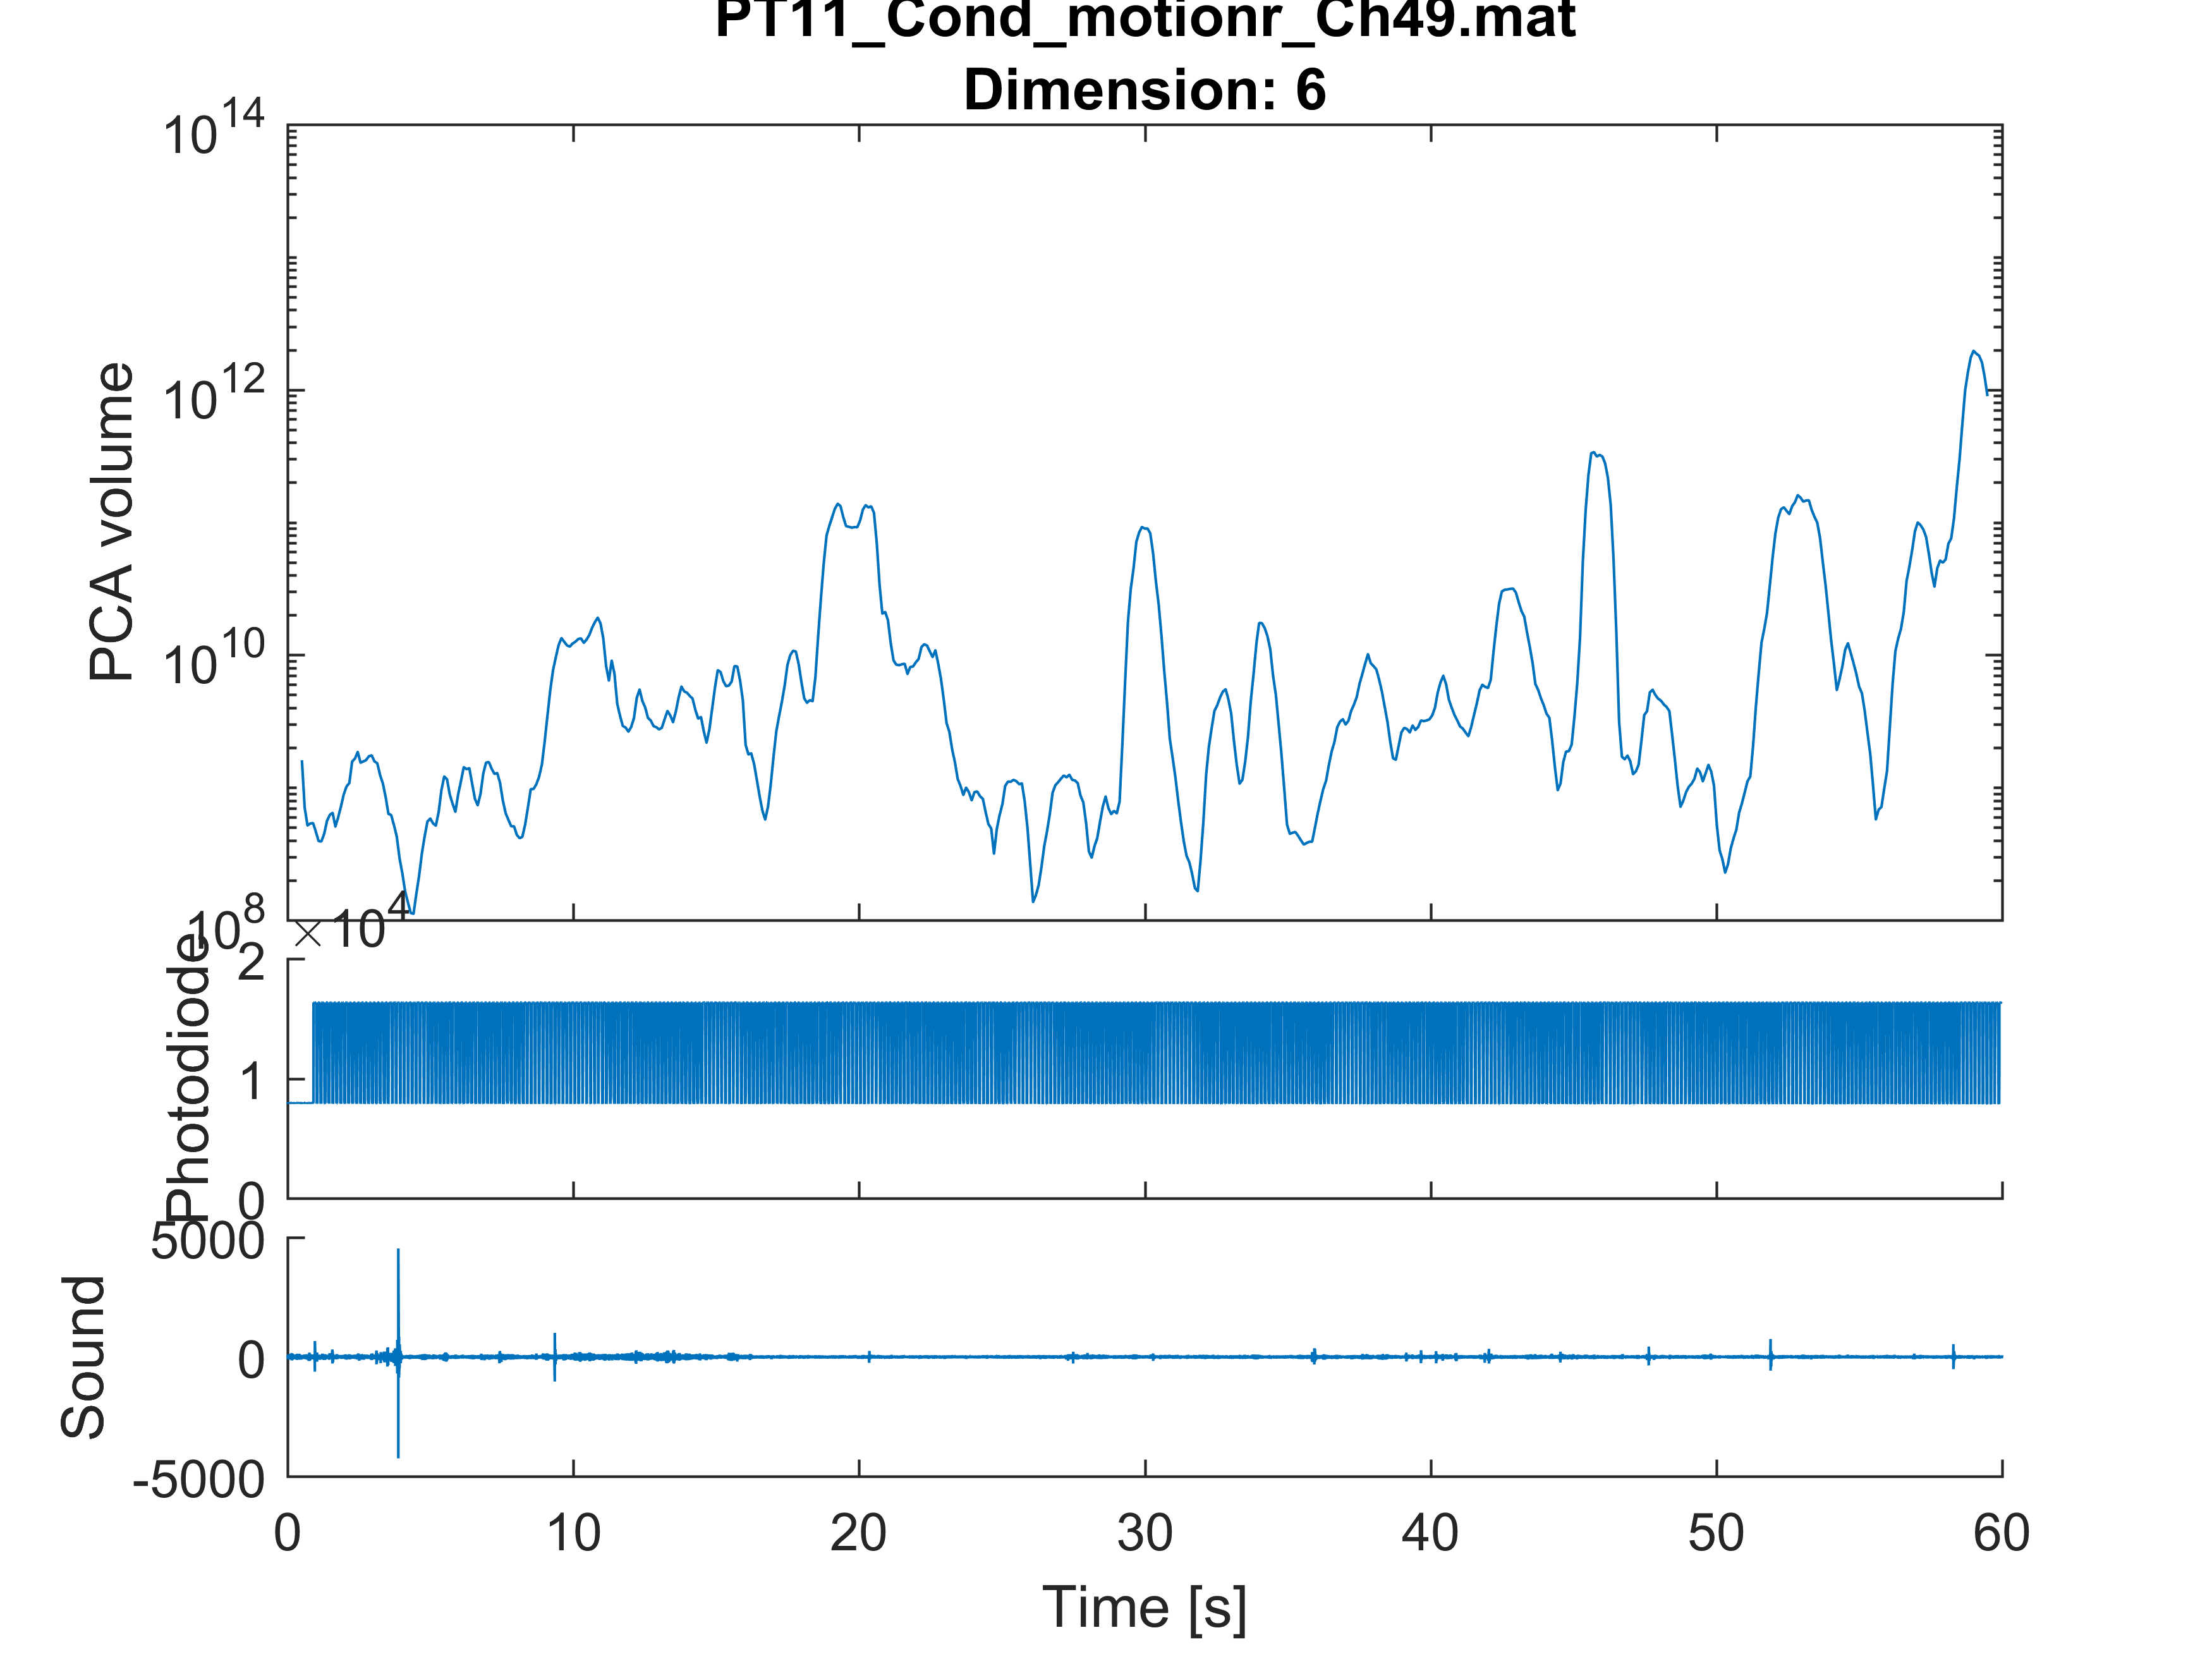 PT11_Cond_motionr_Ch49.mat
Dimension: 6
10^14
10^12
10^10
10^8
PCA volume
×10^4
2
1
0
Photodiode
5000
0
-5000
Sound
0 10 20 30 40 50 60
Time [s]